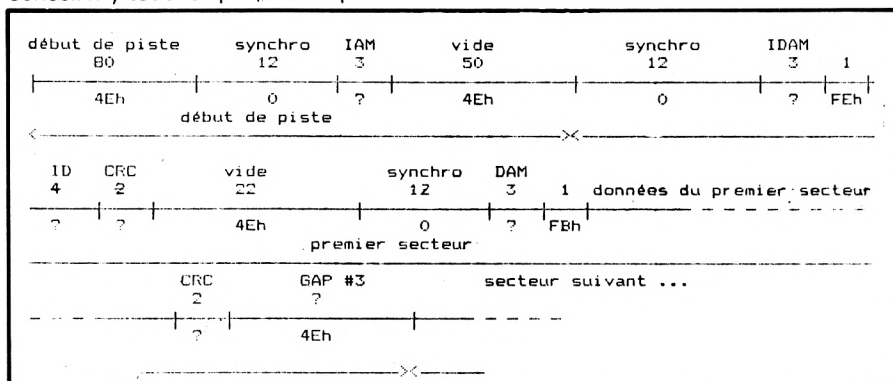 début de piste synchro IAM vide synchro IDAM
80 12 3 50 12 3 1
4Eh 0 ? 4Eh 0 ? FEh
début de piste
ID CRC vide synchro DAM
4 2 22 12 3 1 données du premier secteur
? ? 4Eh 0 ? FBh
premier secteur
CRC GAP #3 secteur suivant ...
2 ?
? 4Eh